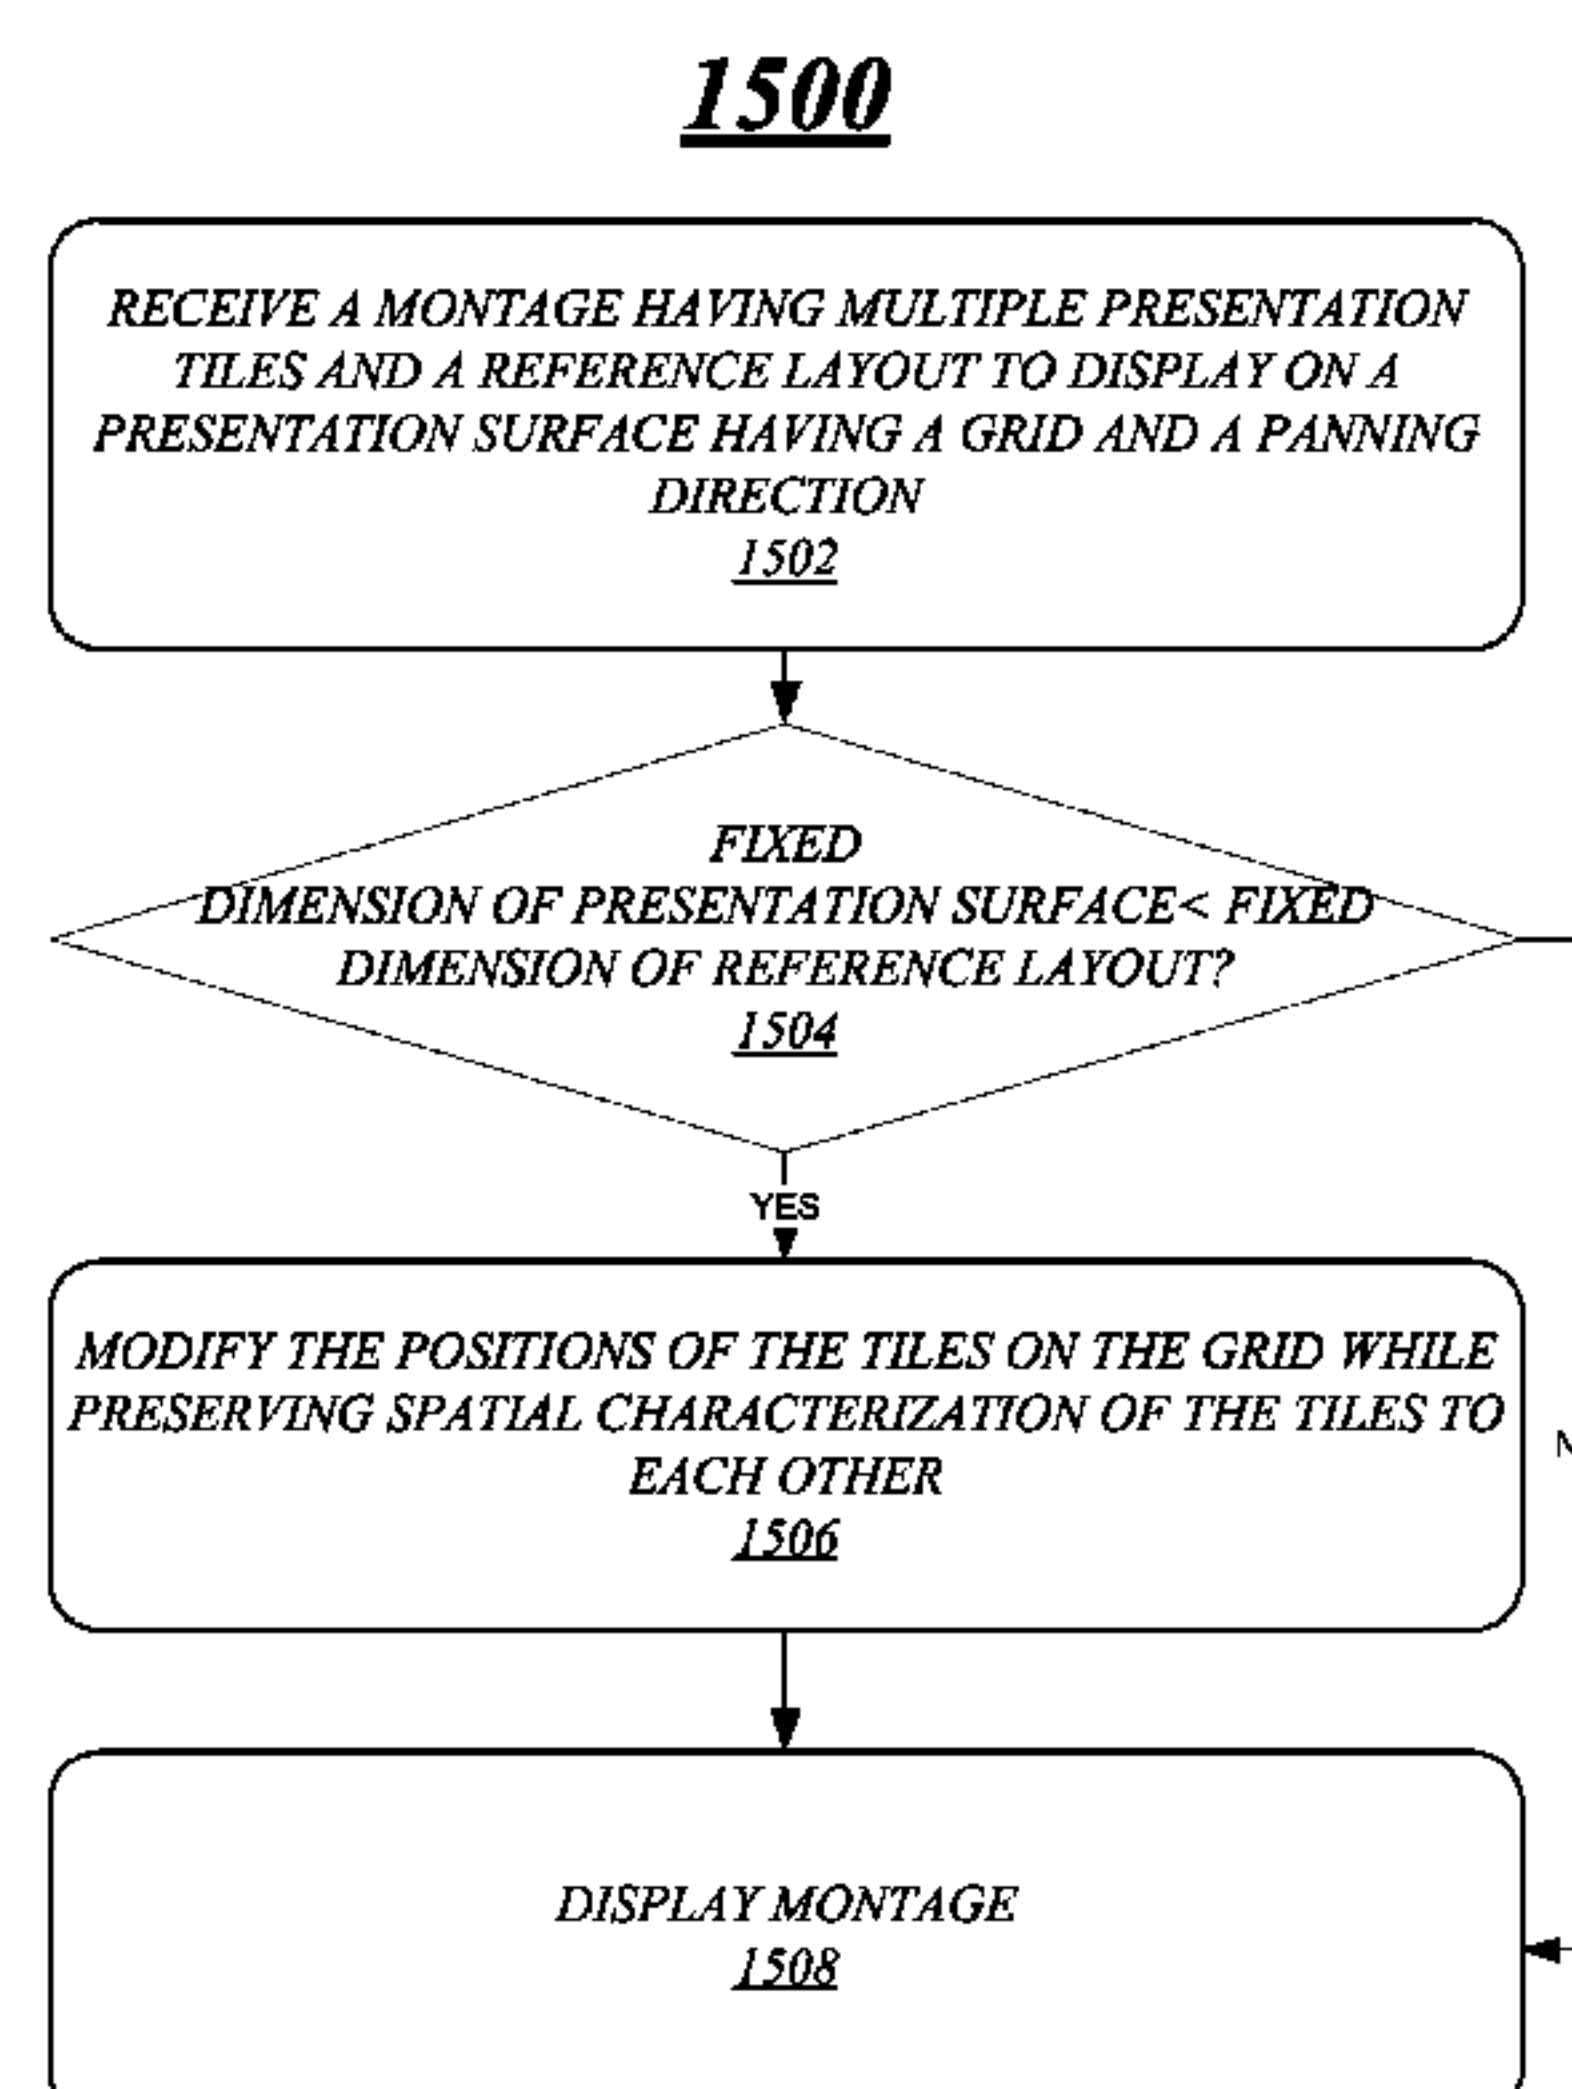 1500
RECEIVE A MONTAGE HAVING MULTIPLE PRESENTATION
TILES AND A REFERENCE LAYOUT TO DISPLAY ON A
PRESENTATION SURFACE HAVING A GRID AND A PANNING
DIRECTION
1502
FIXED
DIMENSION OF PRESENTATION SURFACE< FIXED
DIMENSION OF REFERENCE LAYOUT?
1504
YES
MODIFY THE POSITIONS OF THE TILES ON THE GRID WHILE
PRESERVING SPATIAL CHARACTERIZATION OF THE TILES TO
EACH OTHER
1506
DISPLAY MONTAGE
1508